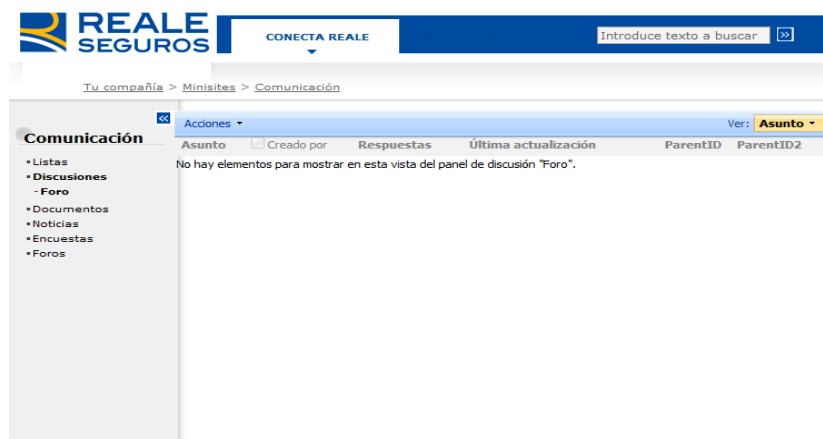 REALE
SEGUROS
CONECTA REALE
Introduce texto a buscar
Tu compañía > Minisites > Comunicación
Acciones
Ver: Asunto
Comunicación
Asunto Creado por Respuestas Última actualización ParentID ParentID2
No hay elementos para mostrar en esta vista del panel de discusión "Foro".
Listas
Discusiones
- Foro
Documentos
Noticias
Encuestas
Foros